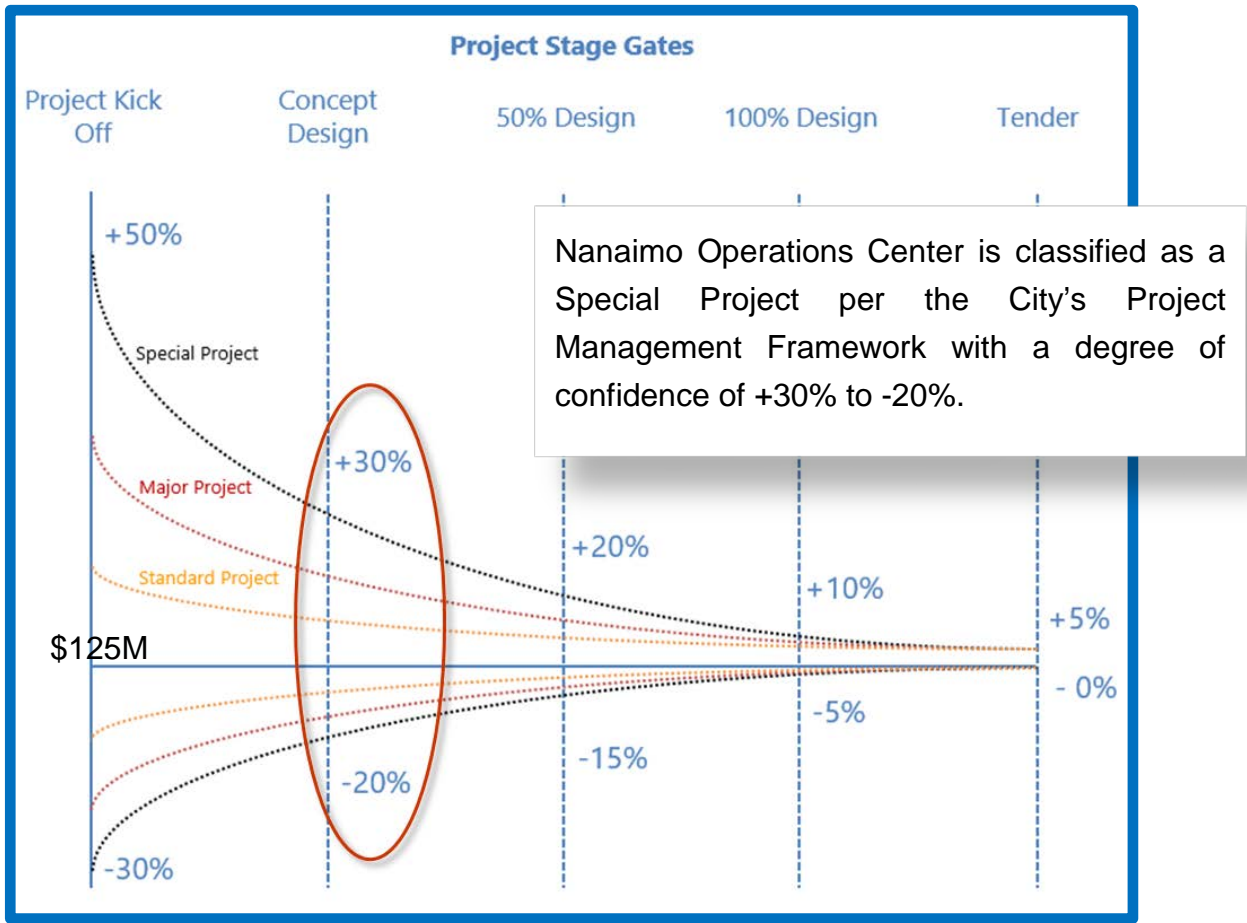 Project Stage Gates
Project Kick
Off
Concept
Design
50% Design
100% Design
Tender
+50%
Nanaimo Operations Center is classified as a
Special Project per the City’s Project
Management Framework with a degree of
confidence of +30% to -20%.
Special Project
+30%
Major Project
+20%
Standard Project
+10%
+5%
$125M
- 0%
-5%
-15%
-20%
-30%